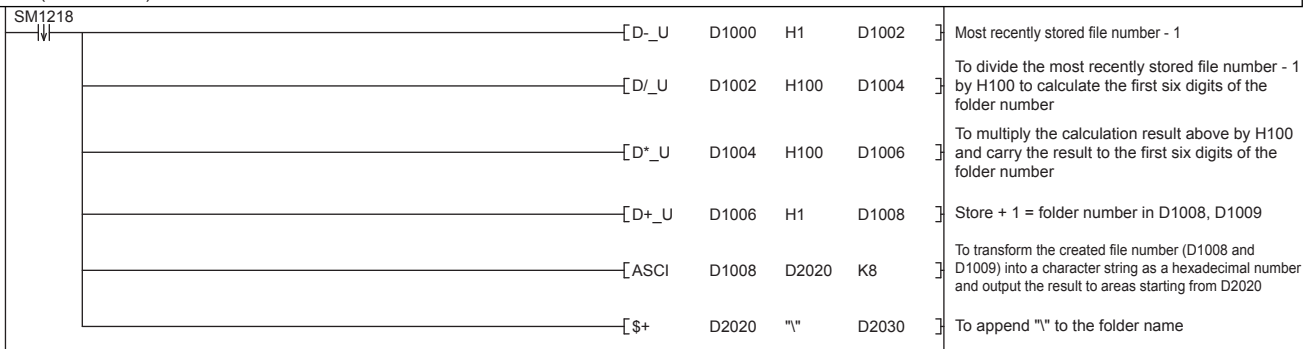 SM1218
[D-_U D1000 H1 D1002 ] Most recently stored file number - 1
[D/_U D1002 H100 D1004 ] To divide the most recently stored file number - 1
by H100 to calculate the first six digits of the
folder number
[D*_U D1004 H100 D1006 ] To multiply the calculation result above by H100
and carry the result to the first six digits of the
folder number
[D+_U D1006 H1 D1008 ] Store + 1 = folder number in D1008, D1009
[ASCI D1008 D2020 K8 ] To transform the created file number (D1008 and
D1009) into a character string as a hexadecimal number
and output the result to areas starting from D2020
[$+ D2020 "\" D2030 ] To append "\" to the folder name